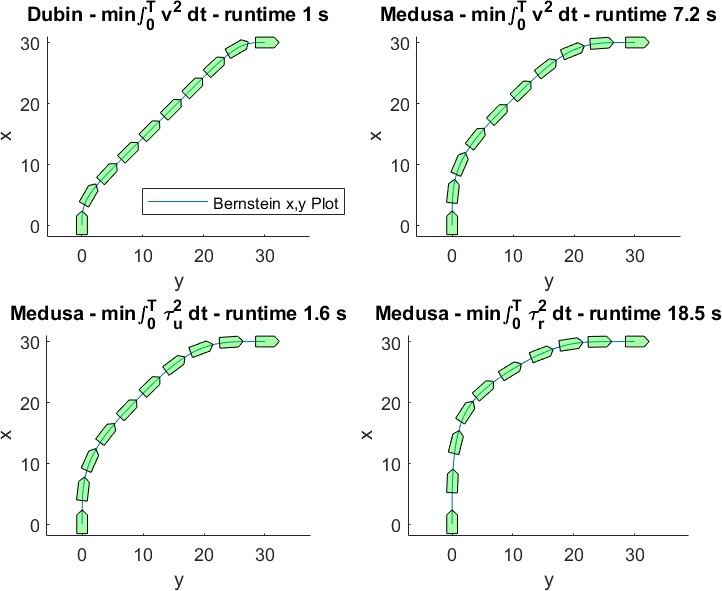 Dubin - min∫₀ᵀ v² dt - runtime 1 s
30
20
10
0
x
0 10 20 30
y
Bernstein x,y Plot
Medusa - min∫₀ᵀ v² dt - runtime 7.2 s
30
20
10
0
x
0 10 20 30
y
Medusa - min∫₀ᵀ τᵤ² dt - runtime 1.6 s
30
20
10
0
x
0 10 20 30
y
Medusa - min∫₀ᵀ τᵣ² dt - runtime 18.5 s
30
20
10
0
x
0 10 20 30
y